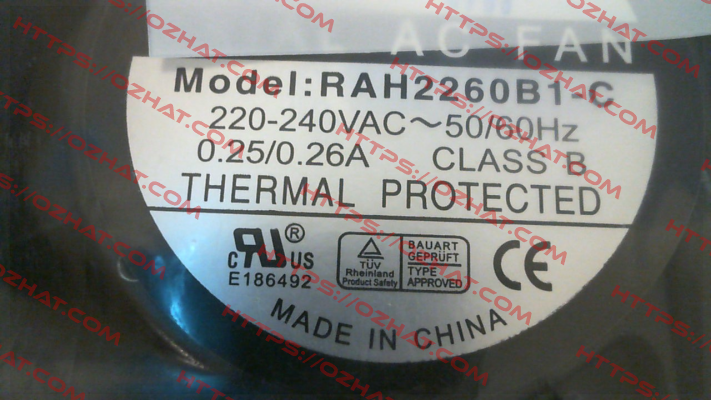 AC FAN
Model:RAH2260B1-C
220-240VAC～50/60Hz
0.25/0.26A CLASS B
THERMAL PROTECTED
c RU US ®
E186492
TÜV
Rheinland
Product Safety
BAUART
GEPRÜFT
TYPE
APPROVED
CE
MADE IN CHINA
HTTPS://OZHAT.COM